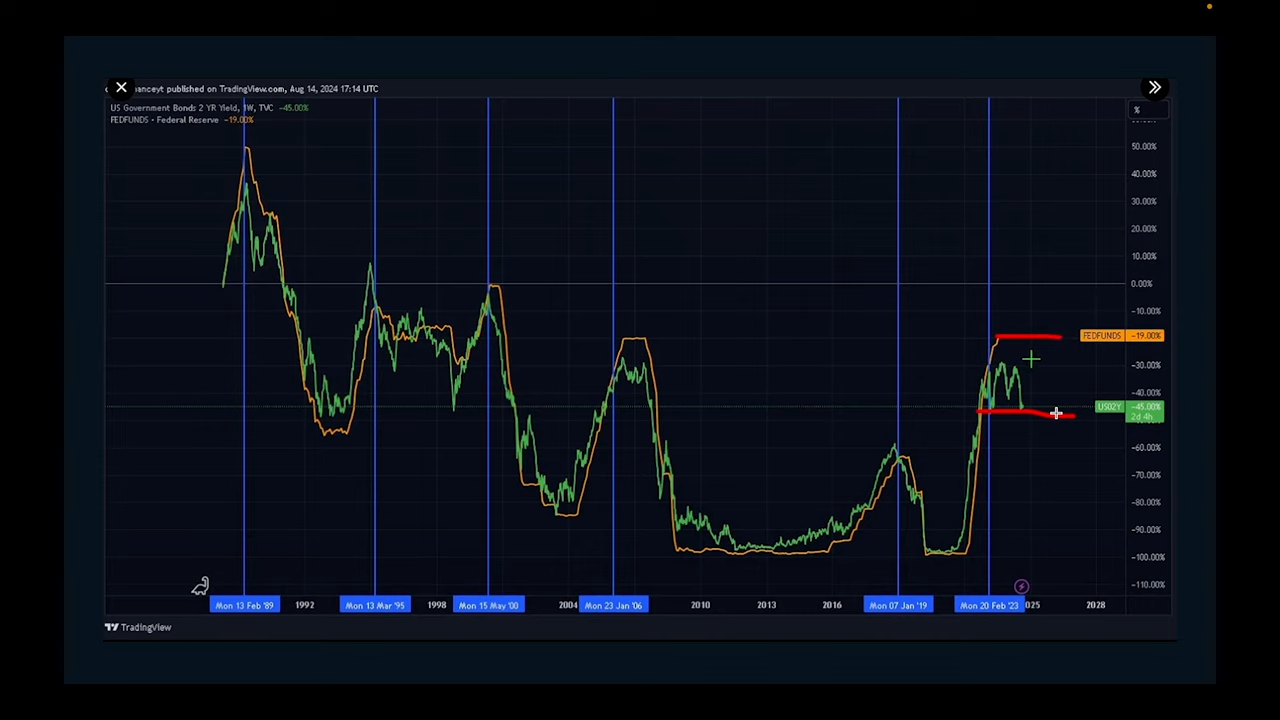 nceyt published on TradingView.com, Aug 14, 2024 17:14 UTC
US Government Bonds 2 YR Yield, 1W, TVC -45.00%
FEDFUNDS · Federal Reserve -19.00%
%
50.00%
40.00%
30.00%
20.00%
10.00%
0.00%
-10.00%
FEDFUNDS -19.00%
-30.00%
-40.00%
US02Y -45.00%
2d 4h
-60.00%
-70.00%
-80.00%
-90.00%
-100.00%
-110.00%
Mon 13 Feb '89 1992 Mon 13 Mar '95 1998 Mon 15 May '00 2004 Mon 23 Jan '06 2010 2013 2016 Mon 07 Jan '19 Mon 20 Feb '23 025 2028
TradingView